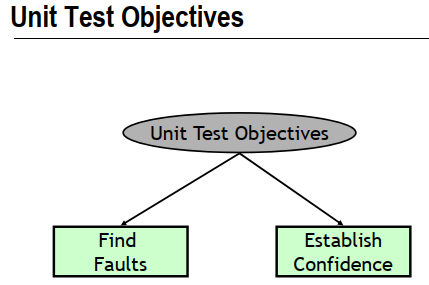 Unit Test Objectives
Unit Test Objectives
Find
Faults
Establish
Confidence